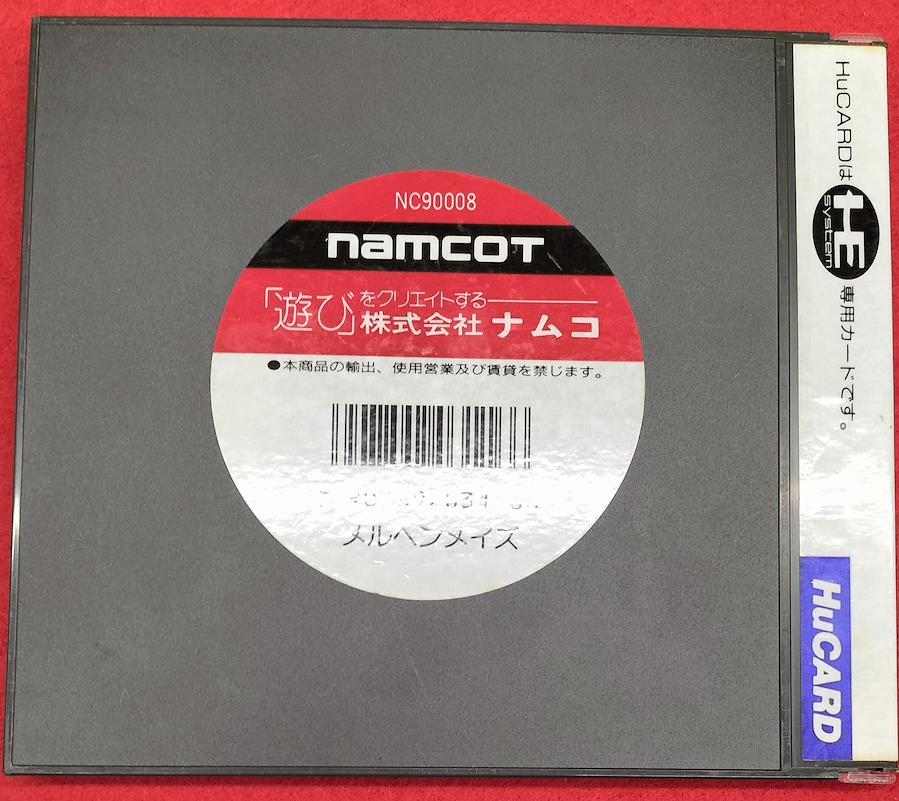 NC90008
namcot
「遊び」をクリエイトする
株式会社ナムコ
●本商品の輸出、使用営業及び賃貸を禁じます。
メルヘンメイズ
HuCARDは HE system 専用カードです。
HuCARD